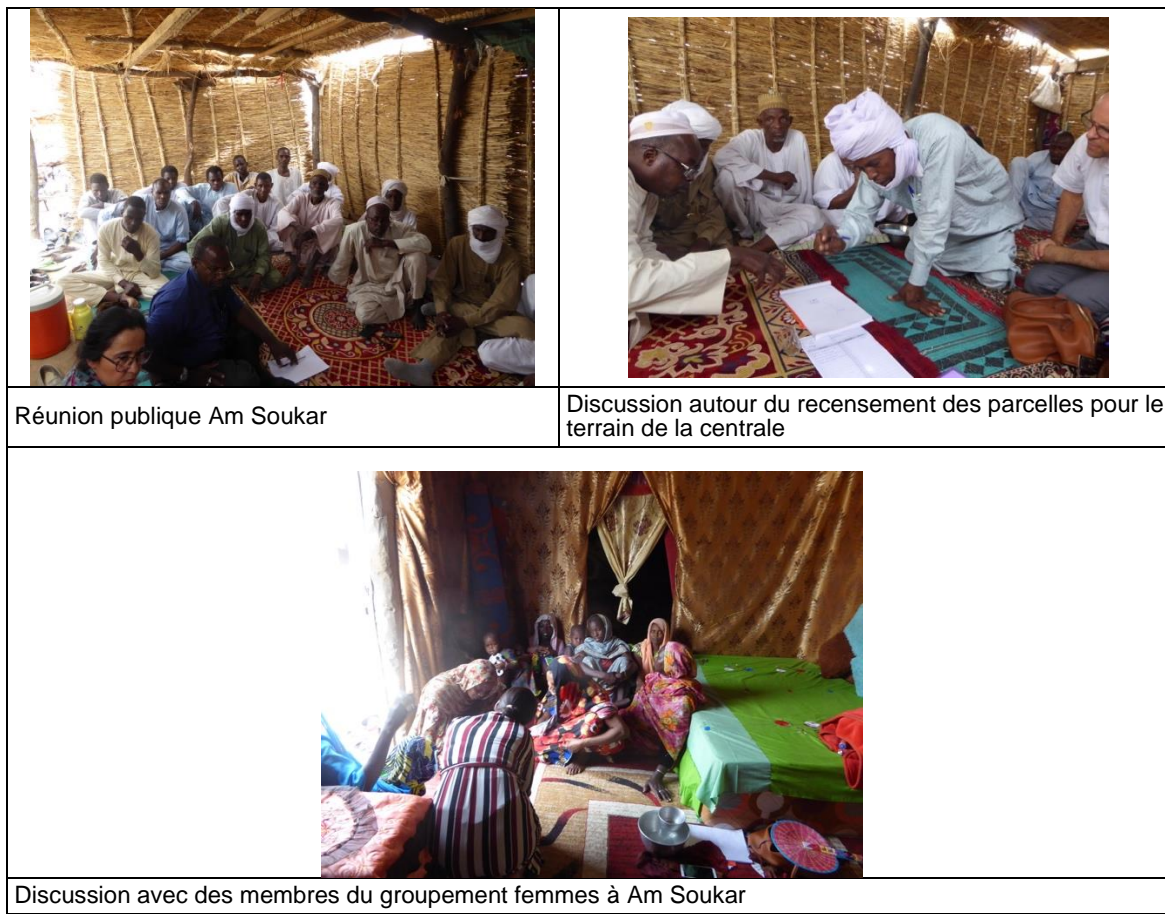 Réunion publique Am Soukar
Discussion autour du recensement des parcelles pour le
terrain de la centrale
Discussion avec des membres du groupement femmes à Am Soukar